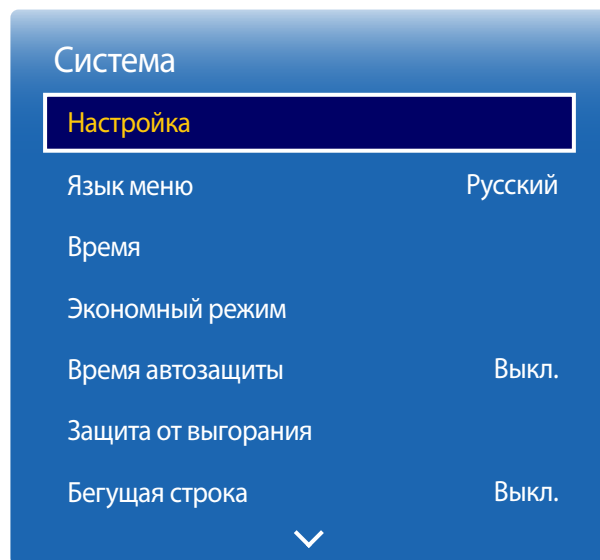 Система
Настройка
Язык меню Русский
Время
Экономный режим
Время автозащиты Выкл.
Защита от выгорания
Бегущая строка Выкл.